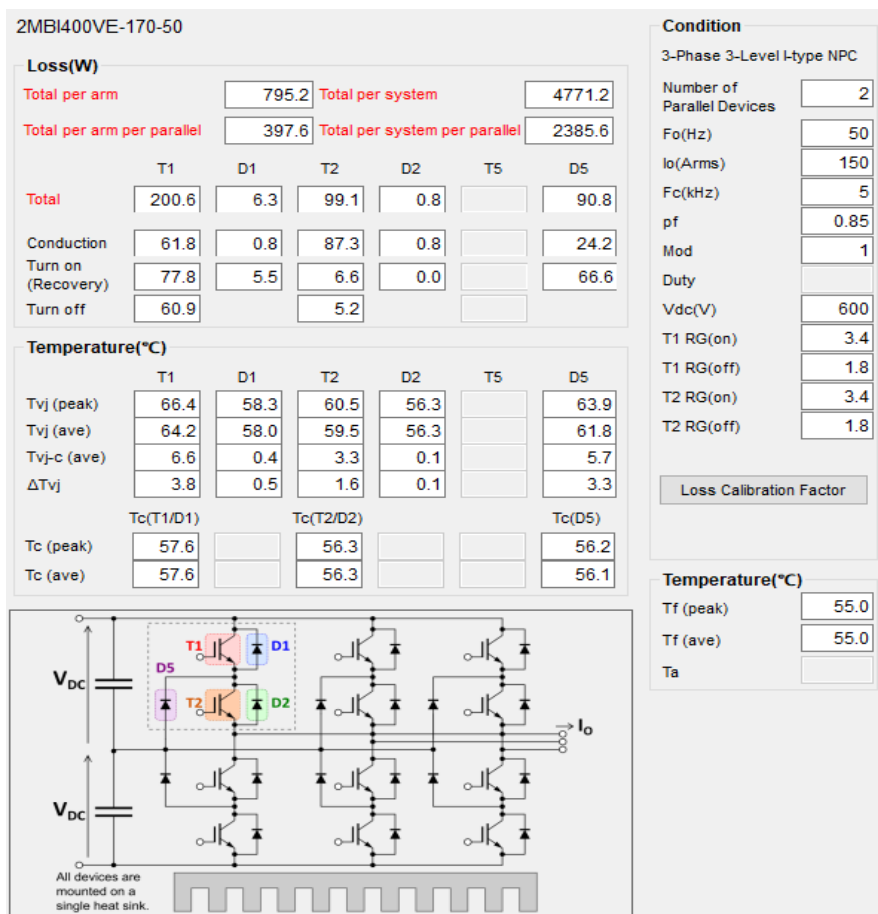 2MBI400VE-170-50
Loss(W)
Total per arm 795.2 Total per system 4771.2
Total per arm per parallel 397.6 Total per system per parallel 2385.6
T1 D1 T2 D2 T5 D5
Total 200.6 6.3 99.1 0.8 90.8
Conduction 61.8 0.8 87.3 0.8 24.2
Turn on
(Recovery) 77.8 5.5 6.6 0.0 66.6
Turn off 60.9 5.2
Temperature(°C)
T1 D1 T2 D2 T5 D5
Tvj (peak) 66.4 58.3 60.5 56.3 63.9
Tvj (ave) 64.2 58.0 59.5 56.3 61.8
Tvj-c (ave) 6.6 0.4 3.3 0.1 5.7
ΔTvj 3.8 0.5 1.6 0.1 3.3
Tc(T1/D1) Tc(T2/D2) Tc(D5)
Tc (peak) 57.6 56.3 56.2
Tc (ave) 57.6 56.3 56.1
T1 D1
D5
VDC
T2 D2
IO
VDC
All devices are
mounted on a
single heat sink.
Condition
3-Phase 3-Level I-type NPC
Number of
Parallel Devices 2
Fo(Hz) 50
Io(Arms) 150
Fc(kHz) 5
pf 0.85
Mod 1
Duty
Vdc(V) 600
T1 RG(on) 3.4
T1 RG(off) 1.8
T2 RG(on) 3.4
T2 RG(off) 1.8
Loss Calibration Factor
Temperature(°C)
Tf (peak) 55.0
Tf (ave) 55.0
Ta